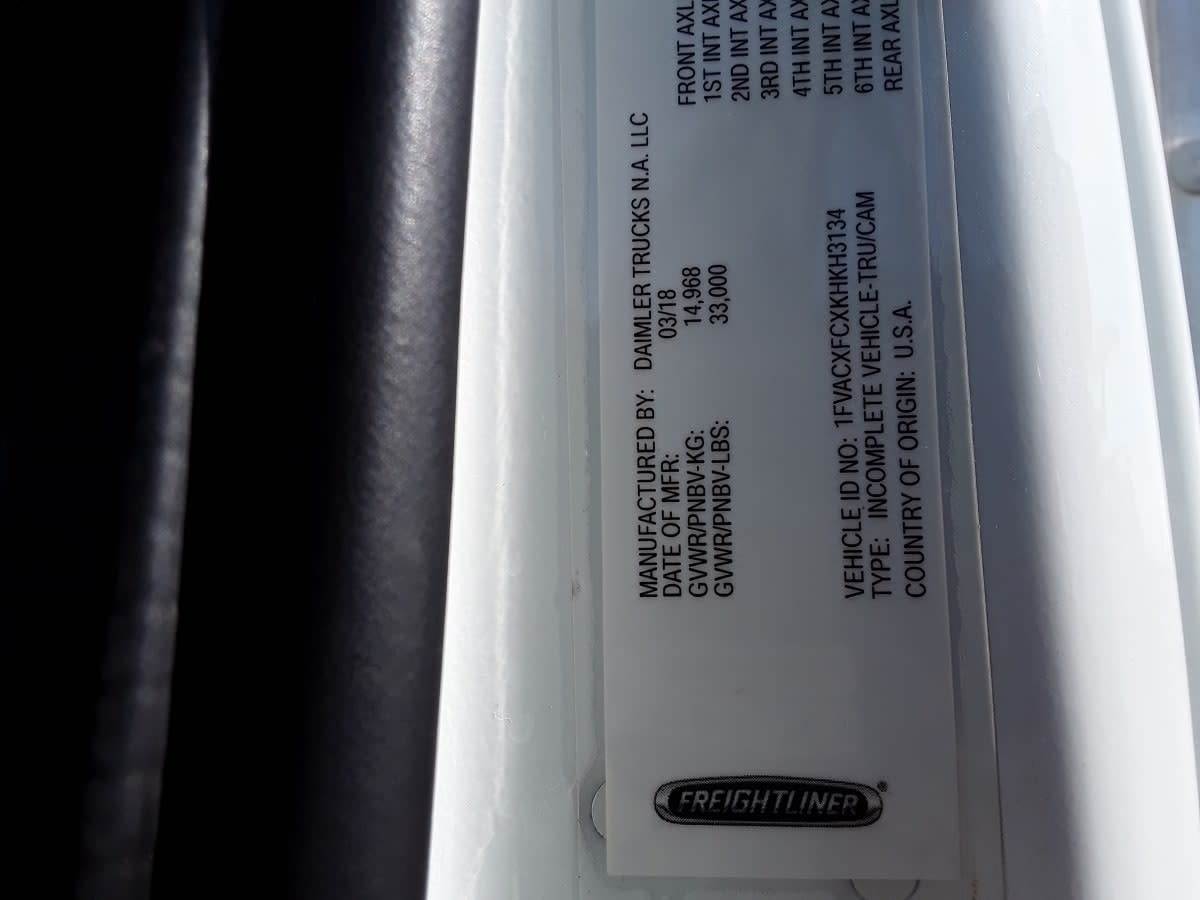 FREIGHTLINER®
MANUFACTURED BY: DAIMLER TRUCKS N.A. LLC
DATE OF MFR: 03/18
GVWR/PNBV-KG: 14,968
GVWR/PNBV-LBS: 33,000
VEHICLE ID NO: 1FVACXFCXKHKH3134
TYPE: INCOMPLETE VEHICLE-TRU/CAM
COUNTRY OF ORIGIN: U.S.A.
FRONT AXL
1ST INT AXL
2ND INT AX
3RD INT AX
4TH INT AX
5TH INT AX
6TH INT AX
REAR AXL